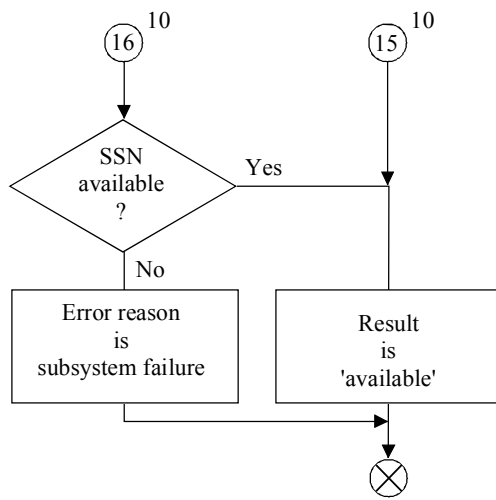 16
10
15
10
SSN
available
?
Yes
No
Error reason
is
subsystem failure
Result
is
'available'